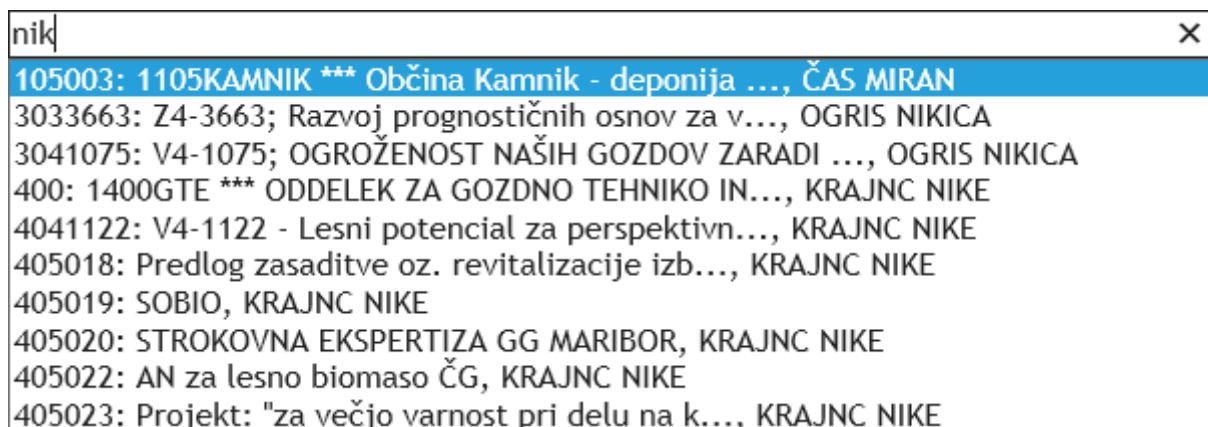 nik
105003: 1105KAMNIK *** Občina Kamnik - deponija ..., ČAS MIRAN
3033663: Z4-3663; Razvoj prognostičnih osnov za v..., OGRIS NIKICA
3041075: V4-1075; OGROŽENOST NAŠIH GOZDOV ZARADI ..., OGRIS NIKICA
400: 1400GTE *** ODDELEK ZA GOZDNO TEHNIKO IN..., KRAJNC NIKE
4041122: V4-1122 - Lesni potencial za perspektivn..., KRAJNC NIKE
405018: Predlog zasaditve oz. revitalizacije izb..., KRAJNC NIKE
405019: SOBIO, KRAJNC NIKE
405020: STROKOVNA EKSPERTIZA GG MARIBOR, KRAJNC NIKE
405022: AN za lesno biomaso ČG, KRAJNC NIKE
405023: Projekt: "za večjo varnost pri delu na k..., KRAJNC NIKE